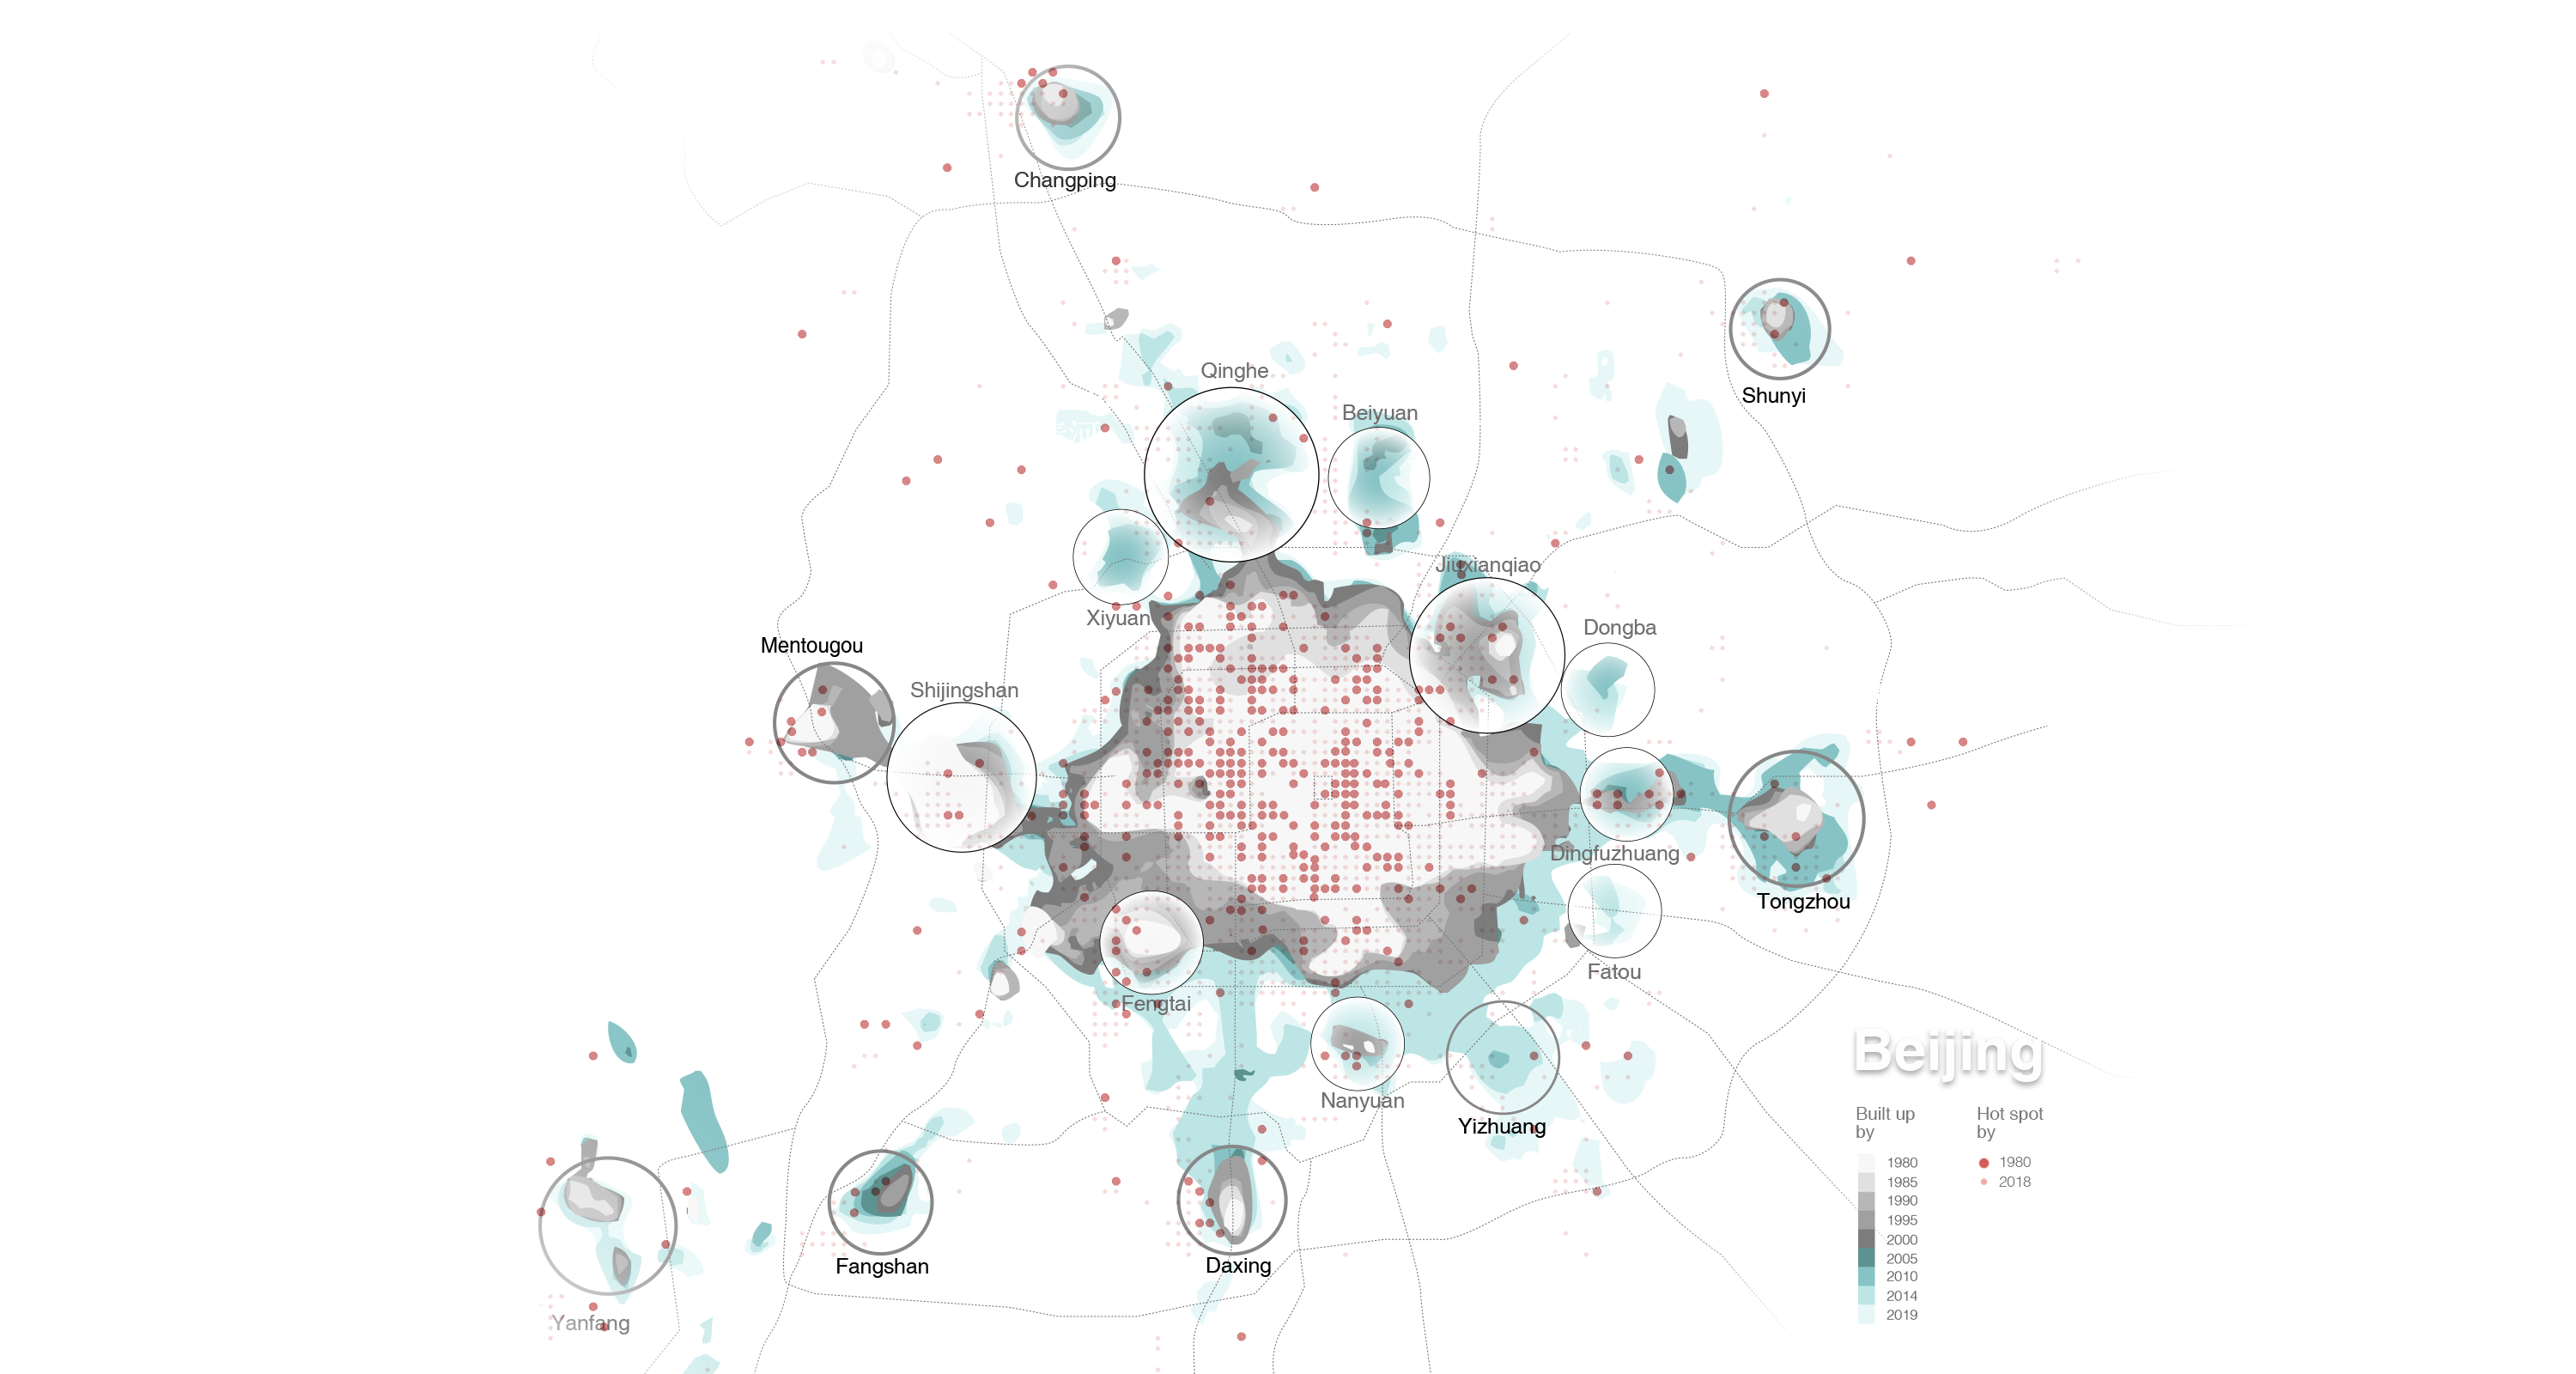 Changping
Shunyi
Qinghe
Beiyuan
Jiuxianqiao
Xiyuan
Dongba
Mentougou
Shijingshan
Dingfuzhuang
Tongzhou
Fatou
Fengtai
Nanyuan
Yizhuang
Fangshan
Daxing
Yanfang
Beijing
Built up by
Hot spot by
1980
1985
1990
1995
2000
2005
2010
2014
2019
1980
2018